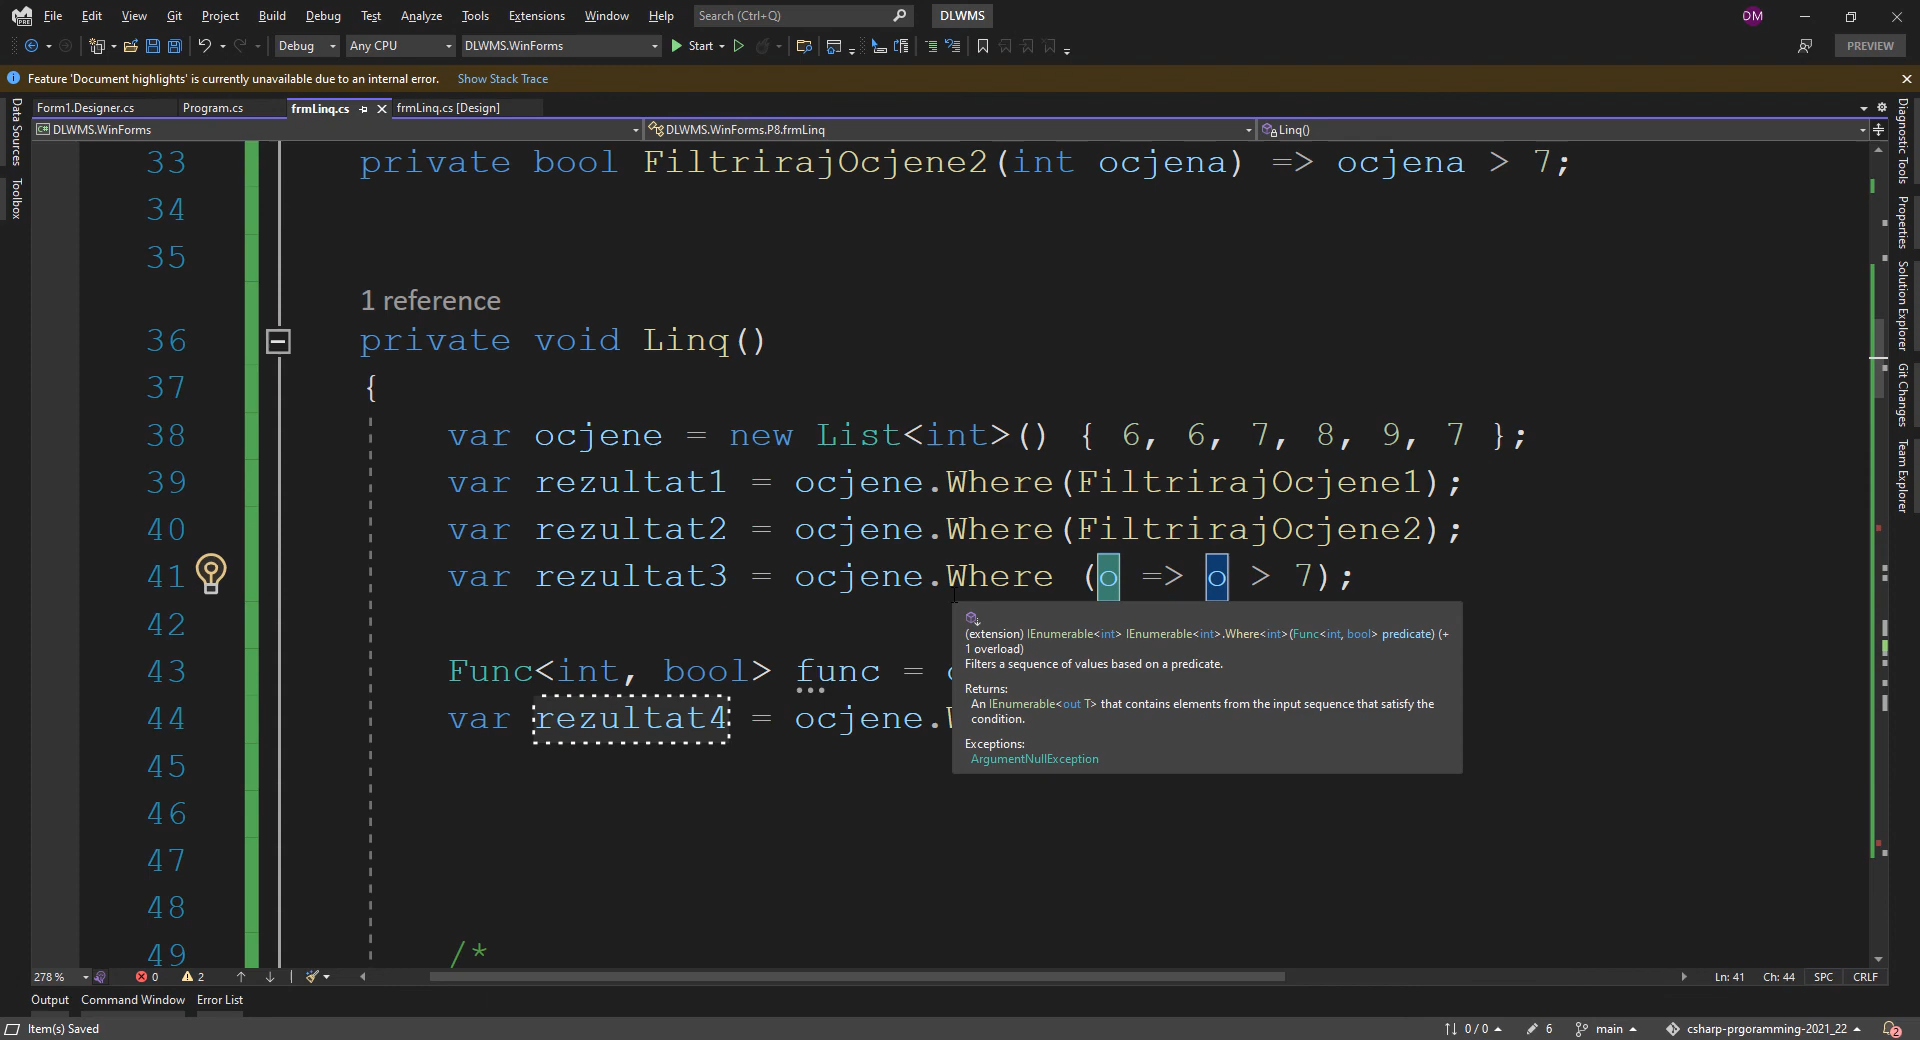 File Edit View Git Project Build Debug Test Analyze Tools Extensions Window Help Search (Ctrl+Q) DLWMS DM
Debug Any CPU DLWMS.WinForms Start PREVIEW
Feature 'Document highlights' is currently unavailable due to an internal error. Show Stack Trace
Form1.Designer.cs Program.cs frmLinq.cs frmLinq.cs [Design]
DLWMS.WinForms DLWMS.WinForms.P8.frmLinq Linq()
Data Sources
Toolbox
33 private bool FiltrirajOcjene2(int ocjena) => ocjena > 7;
34
35
1 reference
36 private void Linq()
37 {
38 var ocjene = new List<int>() { 6, 6, 7, 8, 9, 7 };
39 var rezultat1 = ocjene.Where(FiltrirajOcjene1);
40 var rezultat2 = ocjene.Where(FiltrirajOcjene2);
41 var rezultat3 = ocjene.Where (o => o > 7);
42
43 Func<int, bool> func =
44 var rezultat4 = ocjene.
45
46
47
48
49 /*
(extension) IEnumerable<int> IEnumerable<int>.Where<int>(Func<int, bool> predicate) (+
1 overload)
Filters a sequence of values based on a predicate.
Returns:
An IEnumerable<out T> that contains elements from the input sequence that satisfy the
condition.
Exceptions:
ArgumentNullException
Diagnostic Tools
Properties
Solution Explorer
Git Changes
Team Explorer
278 % 0 2 Ln: 41 Ch: 44 SPC CRLF
Output Command Window Error List
Item(s) Saved 0 / 0 6 main csharp-prgoramming-2021_22 2